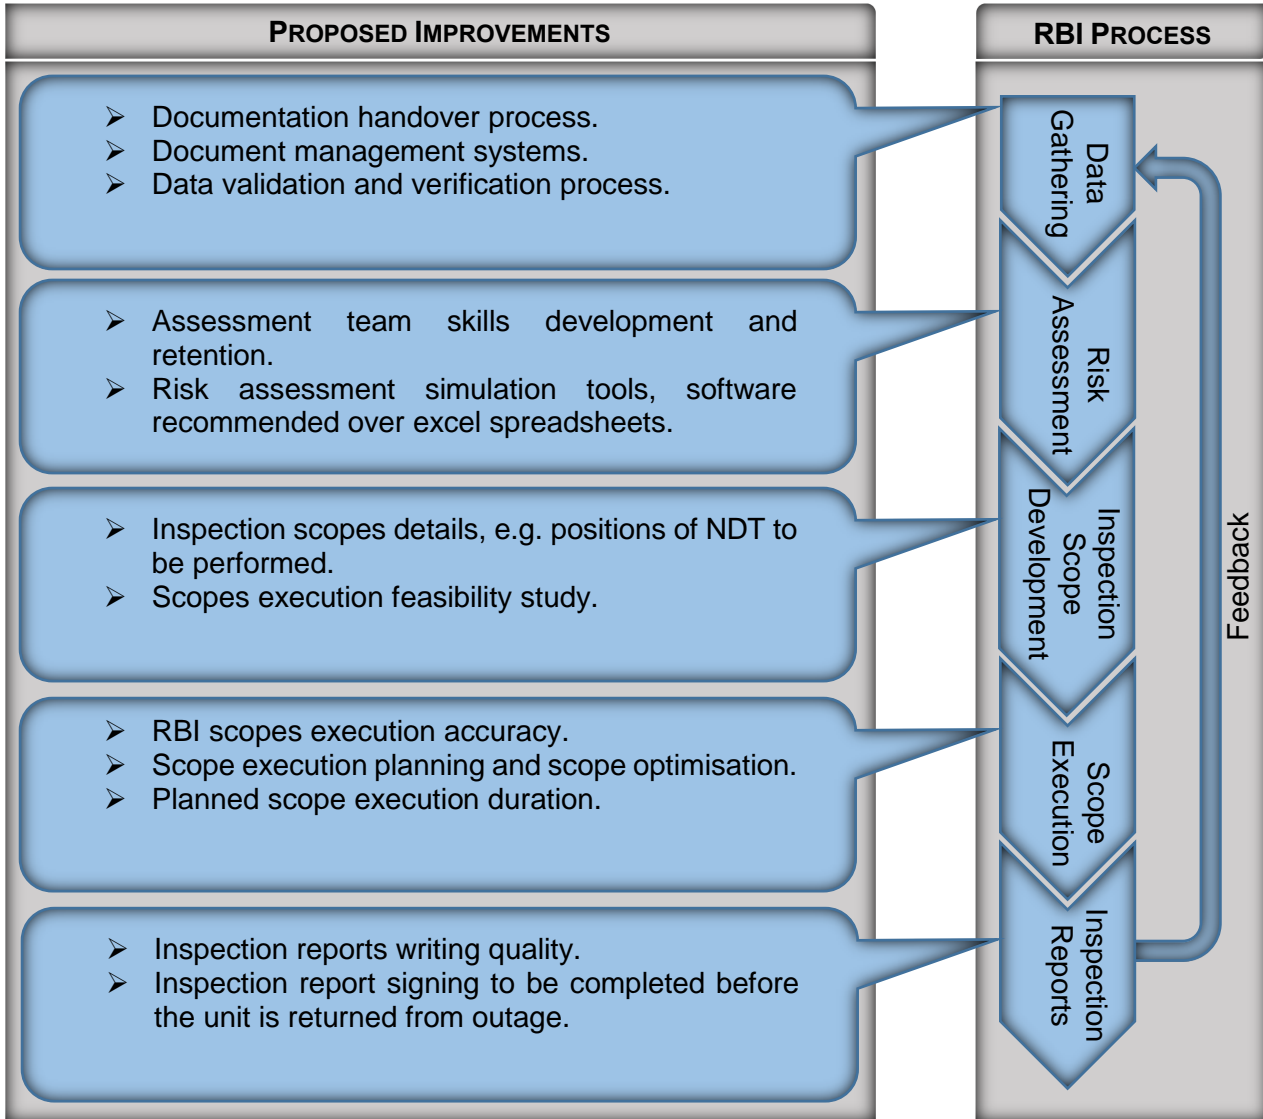 PROPOSED IMPROVEMENTS
RBI PROCESS
➢ Documentation handover process.
➢ Document management systems.
➢ Data validation and verification process.
Data
Gathering
➢ Assessment team skills development and
retention.
➢ Risk assessment simulation tools, software
recommended over excel spreadsheets.
Risk
Assessment
➢ Inspection scopes details, e.g. positions of NDT to
be performed.
➢ Scopes execution feasibility study.
Inspection
Scope
Development
➢ RBI scopes execution accuracy.
➢ Scope execution planning and scope optimisation.
➢ Planned scope execution duration.
Scope
Execution
➢ Inspection reports writing quality.
➢ Inspection report signing to be completed before
the unit is returned from outage.
Inspection
Reports
Feedback